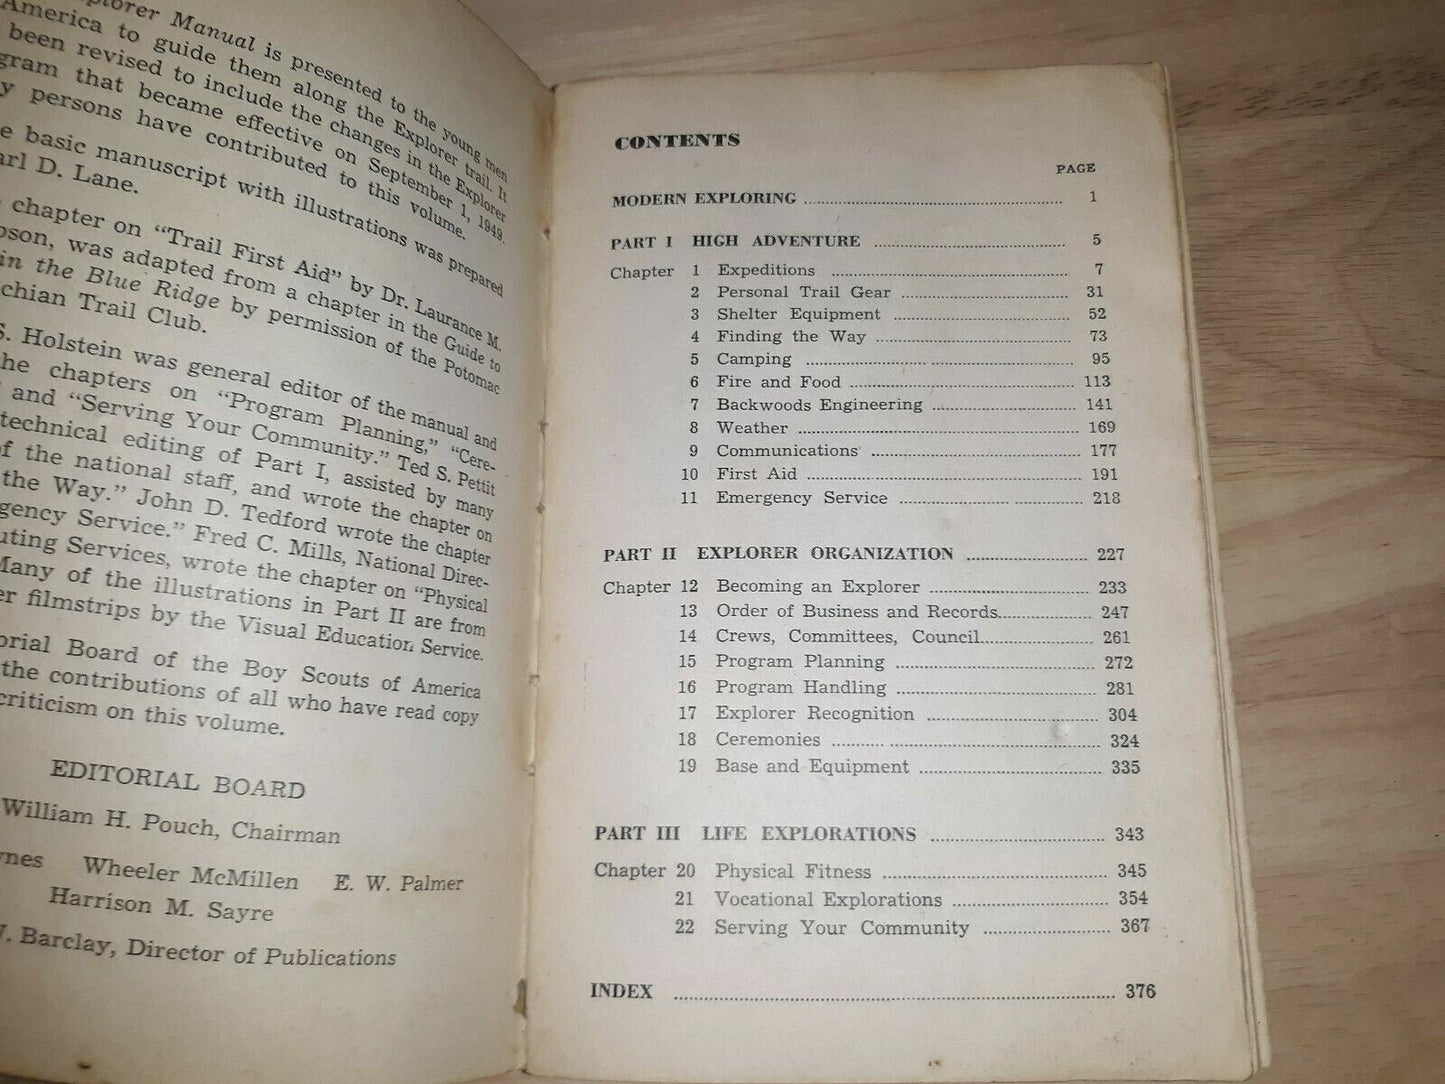 plorer Manual is presented to the young men
America to guide them along the Explorer trail. It
been revised to include the changes in the Explorer
gram that became effective on September 1, 1949.
y persons have contributed to this volume.
e basic manuscript with illustrations was prepared
arl D. Lane.
chapter on "Trail First Aid" by Dr. Laurance M.
pson, was adapted from a chapter in the Guide to
in the Blue Ridge by permission of the Potomac
chian Trail Club.
S. Holstein was general editor of the manual and
the chapters on "Program Planning," "Cere-
and "Serving Your Community." Ted S. Pettit
technical editing of Part I, assisted by many
of the national staff, and wrote the chapter on
the Way." John D. Tedford wrote the chapter
gency Service." Fred C. Mills, National Direc-
uting Services, wrote the chapter on "Physical
Many of the illustrations in Part II are from
er filmstrips by the Visual Education Service.
orial Board of the Boy Scouts of America
the contributions of all who have read copy
criticism on this volume.
EDITORIAL BOARD
William H. Pouch, Chairman
ynes Wheeler McMillen E. W. Palmer
Harrison M. Sayre
W. Barclay, Director of Publications
CONTENTS
PAGE
MODERN EXPLORING 1
PART I HIGH ADVENTURE 5
Chapter 1 Expeditions 7
2 Personal Trail Gear 31
3 Shelter Equipment 52
4 Finding the Way 73
5 Camping 95
6 Fire and Food 113
7 Backwoods Engineering 141
8 Weather 169
9 Communications 177
10 First Aid 191
11 Emergency Service 218
PART II EXPLORER ORGANIZATION 227
Chapter 12 Becoming an Explorer 233
13 Order of Business and Records 247
14 Crews, Committees, Council 261
15 Program Planning 272
16 Program Handling 281
17 Explorer Recognition 304
18 Ceremonies 324
19 Base and Equipment 335
PART III LIFE EXPLORATIONS 343
Chapter 20 Physical Fitness 345
21 Vocational Explorations 354
22 Serving Your Community 367
INDEX 376